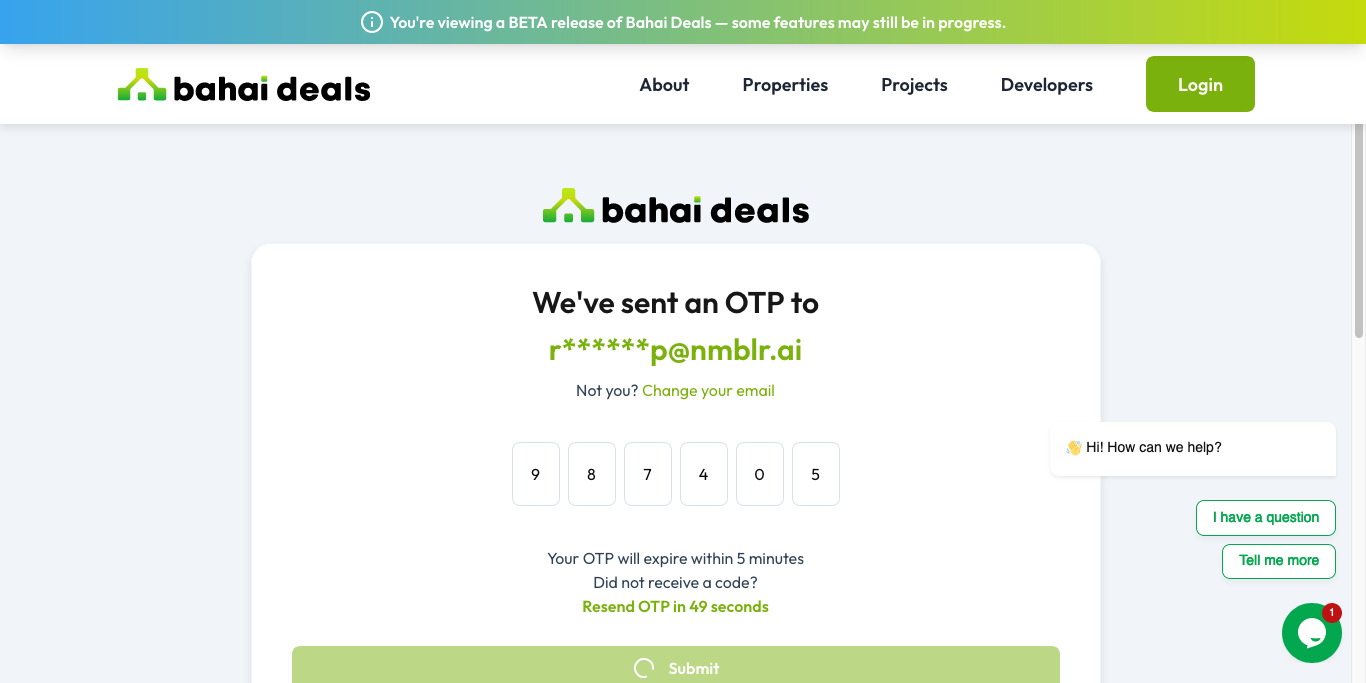 You're viewing a BETA release of Bahai Deals — some features may still be in progress.
bahai deals
About
Properties
Projects
Developers
Login
bahai deals
We've sent an OTP to
r******p@nmblr.ai
Not you? Change your email
9 8 7 4 0 5
Your OTP will expire within 5 minutes
Did not receive a code?
Resend OTP in 49 seconds
Submit
👋 Hi! How can we help?
I have a question
Tell me more
1